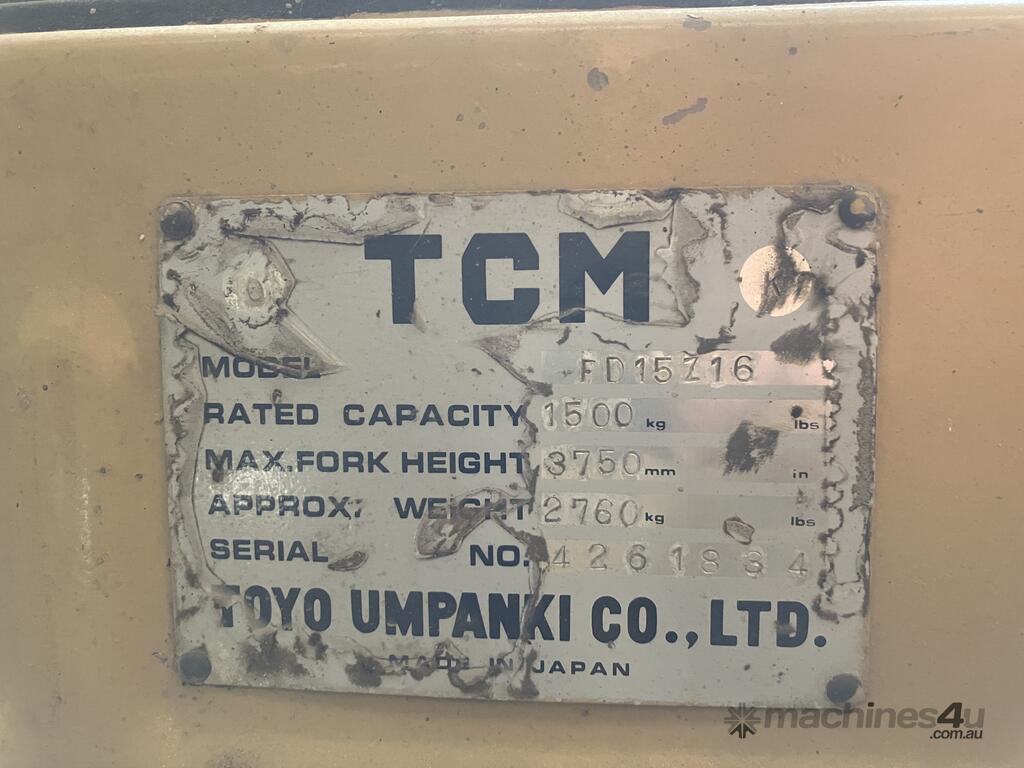 TCM
MODEL FD15Z16
RATED CAPACITY 1500 kg lbs
MAX. FORK HEIGHT 3750 mm in
APPROX. WEIGHT 2760 kg lbs
SERIAL NO. 4261834
TOYO UMPANKI CO., LTD.
MADE IN JAPAN
machines4u
.com.au